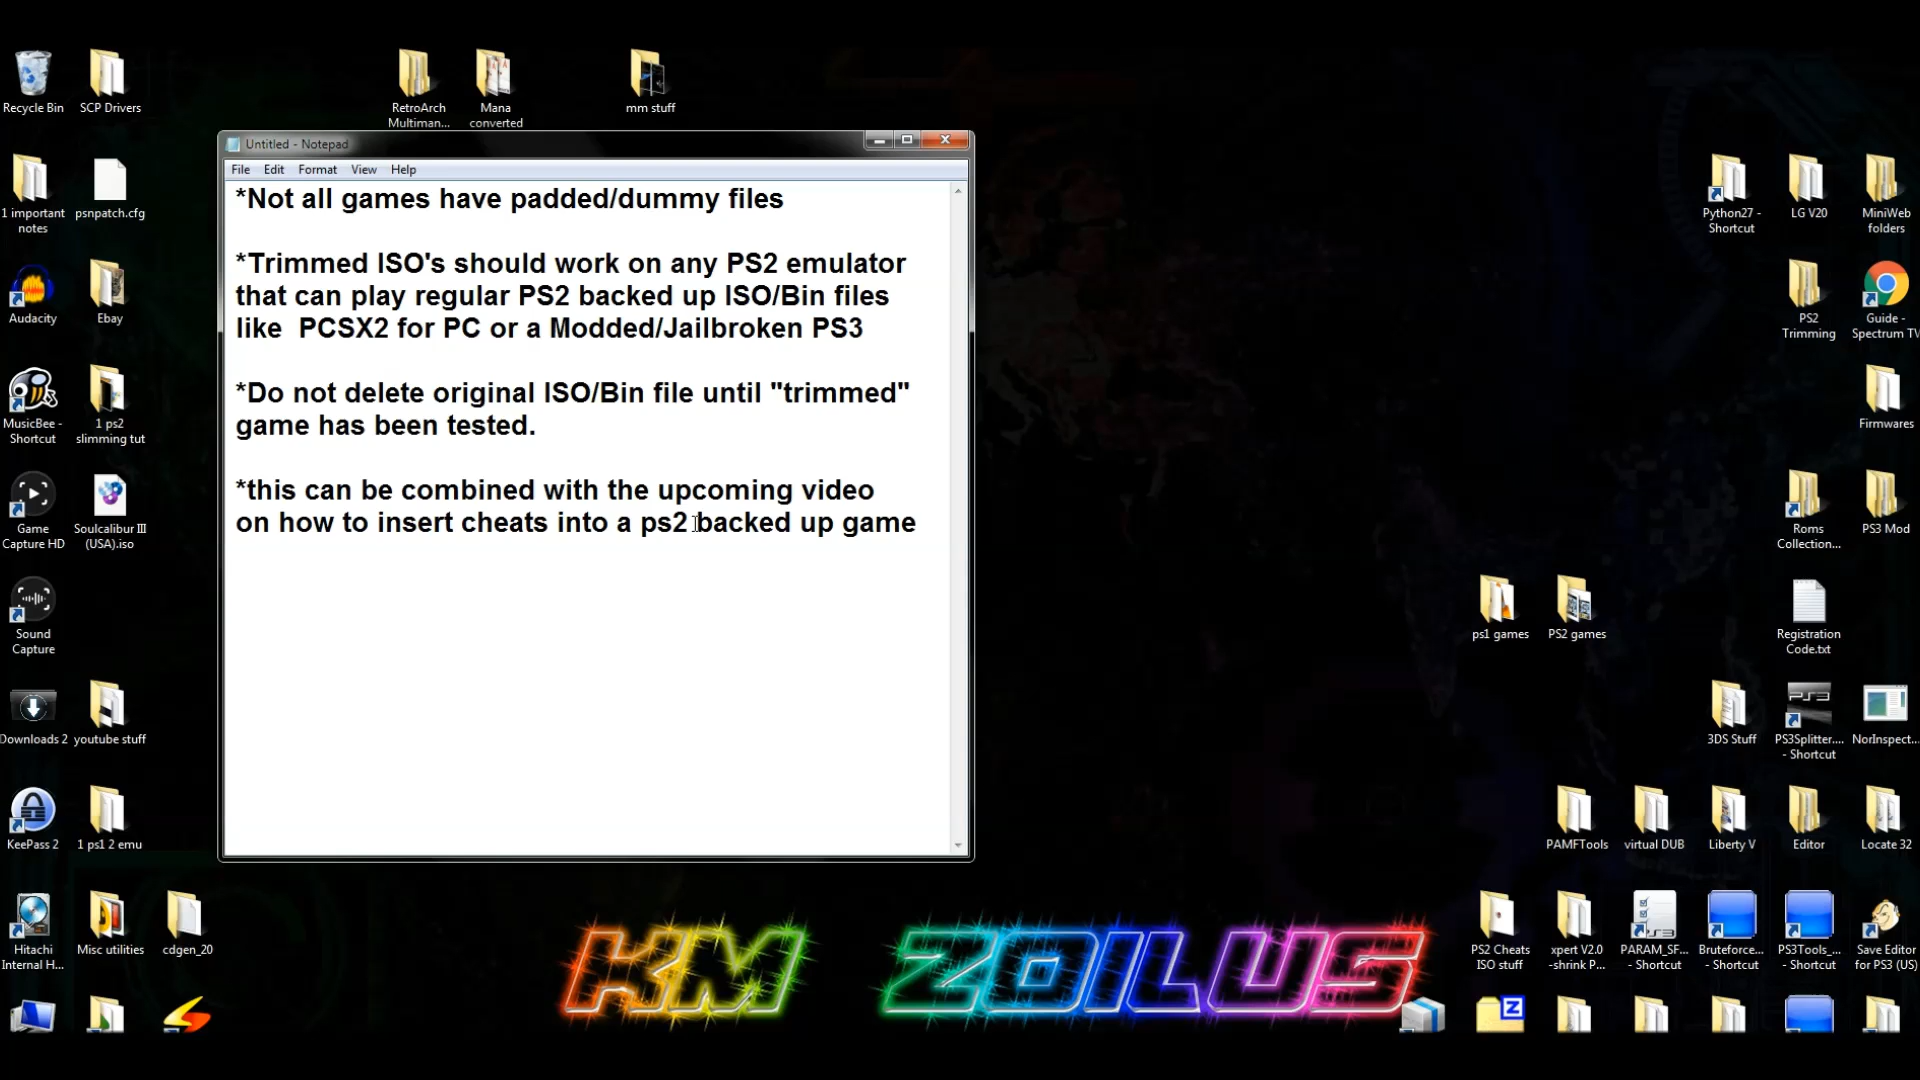 Recycle Bin
SCP Drivers
RetroArch
Multiman...
Mana
converted
mm stuff
Untitled - Notepad
File Edit Format View Help
*Not all games have padded/dummy files
*Trimmed ISO's should work on any PS2 emulator
that can play regular PS2 backed up ISO/Bin files
like  PCSX2 for PC or a Modded/Jailbroken PS3
*Do not delete original ISO/Bin file until "trimmed"
game has been tested.
*this can be combined with the upcoming video
on how to insert cheats into a ps2 backed up game
1 important
notes
psnpatch.cfg
Audacity
Ebay
MusicBee -
Shortcut
1 ps2
slimming tut
Game
Capture HD
Soulcalibur III
(USA).iso
Sound
Capture
Downloads 2
youtube stuff
KeePass 2
1 ps1 2 emu
Hitachi
Internal H...
Misc utilities
cdgen_20
Python27 -
Shortcut
LG V20
MiniWeb
folders
PS2
Trimming
Guide -
Spectrum TV
Firmwares
Roms
Collection...
PS3 Mod
ps1 games
PS2 games
Registration
Code.txt
3DS Stuff
PS3
PS3Splitter....
- Shortcut
NorInspect...
PAMFTools
virtual DUB
Liberty V
Editor
Locate 32
PS2 Cheats
ISO stuff
xpert V2.0
-shrink P...
PARAM_SF...
- Shortcut
Bruteforce...
- Shortcut
PS3Tools_...
- Shortcut
Save Editor
for PS3 (US)
KM ZOILUS
Z